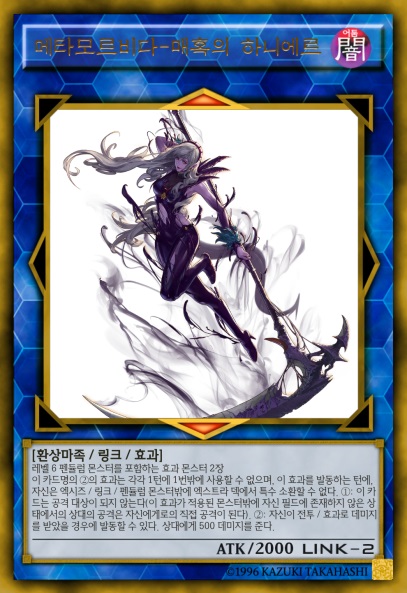 메타모르비다-매혹의 하니에르
어둠
闇
[환상마족 / 링크 / 효과]
레벨 6 펜듈럼 몬스터를 포함하는 효과 몬스터 2장
이 카드명의 ②의 효과는 각각 1턴에 1번밖에 사용할 수 없으며, 이 효과를 발동하는 턴에,
자신은 엑시즈 / 링크 / 펜듈럼 몬스터밖에 엑스트라 덱에서 특수 소환할 수 없다. ①: 이 카
드는 공격 대상이 되지 않는다(이 효과가 적용된 몬스터밖에 자신 필드에 존재하지 않은 상
태에서의 상대의 공격은 자신에게로의 직접 공격이 된다). ②: 자신이 전투 / 효과로 데미지
를 받았을 경우에 발동할 수 있다. 상대에게 500 데미지를 준다.
ATK/2000 LINK-2
©1996 KAZUKI TAKAHASHI